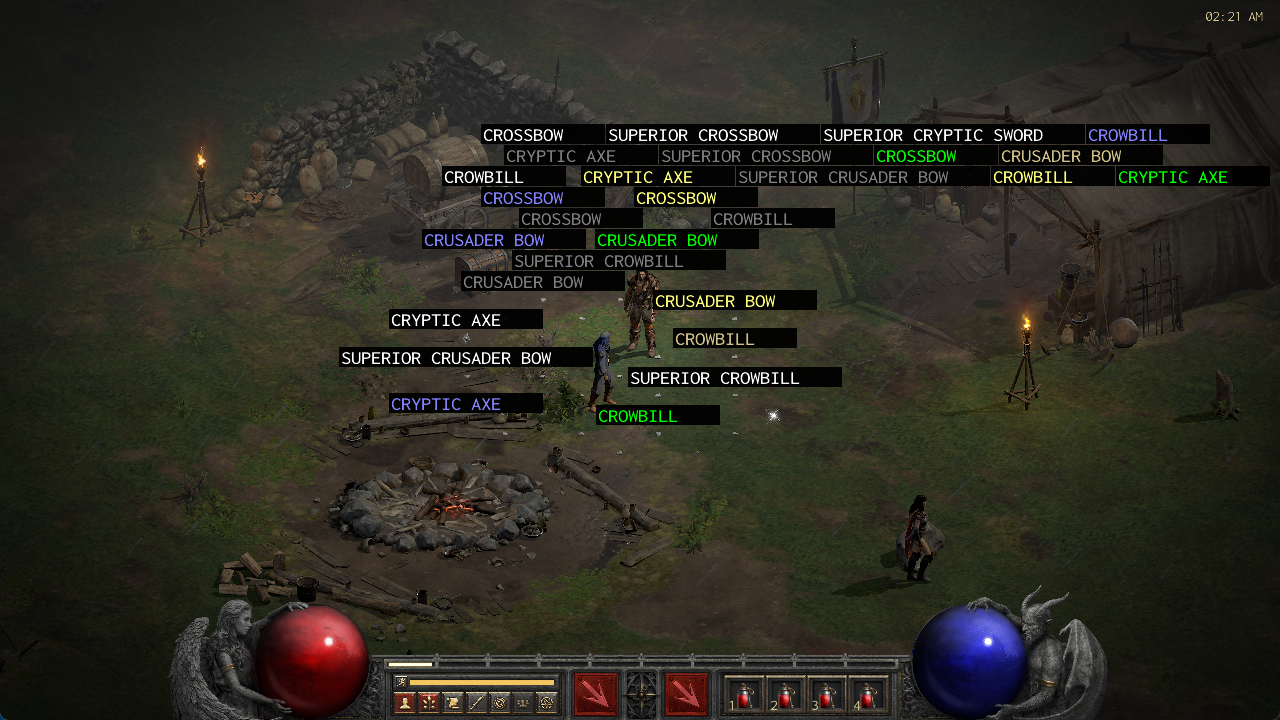 02:21 AM
CROSSBOW SUPERIOR CROSSBOW SUPERIOR CRYPTIC SWORD CROWBILL
CRYPTIC AXE SUPERIOR CROSSBOW CROSSBOW CRUSADER BOW
CROWBILL CRYPTIC AXE SUPERIOR CRUSADER BOW CROWBILL CRYPTIC AXE
CROSSBOW CROSSBOW
CROSSBOW CROWBILL
CRUSADER BOW CRUSADER BOW
SUPERIOR CROWBILL
CRUSADER BOW
CRUSADER BOW
CRYPTIC AXE
CROWBILL
SUPERIOR CRUSADER BOW
SUPERIOR CROWBILL
CRYPTIC AXE
CROWBILL
1 2 3 4